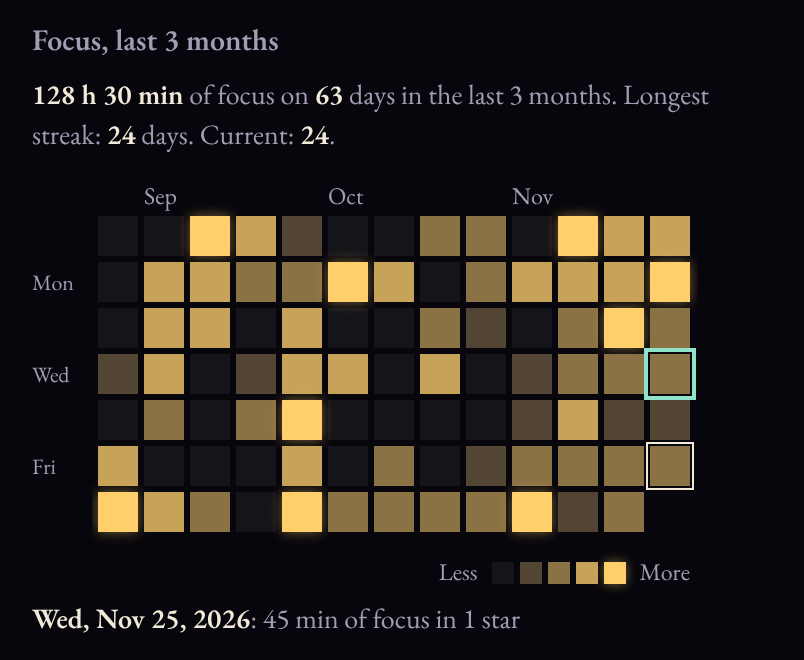 Focus, last 3 months
128 h 30 min of focus on 63 days in the last 3 months. Longest
streak: 24 days. Current: 24.
Sep Oct Nov
Mon
Wed
Fri
Less More
Wed, Nov 25, 2026: 45 min of focus in 1 star